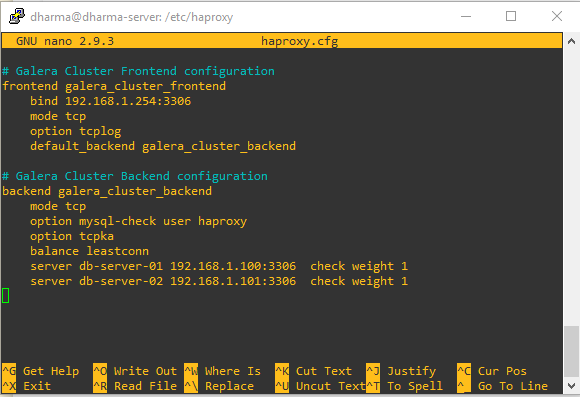 dharma@dharma-server: /etc/haproxy
GNU nano 2.9.3 haproxy.cfg
# Galera Cluster Frontend configuration
frontend galera_cluster_frontend
    bind 192.168.1.254:3306
    mode tcp
    option tcplog
    default_backend galera_cluster_backend
# Galera Cluster Backend configuration
backend galera_cluster_backend
    mode tcp
    option mysql-check user haproxy
    option tcpka
    balance leastconn
    server db-server-01 192.168.1.100:3306  check weight 1
    server db-server-02 192.168.1.101:3306  check weight 1
^G Get Help ^O Write Out ^W Where Is ^K Cut Text ^J Justify ^C Cur Pos
^X Exit ^R Read File ^\ Replace ^U Uncut Text ^T To Spell ^_ Go To Line